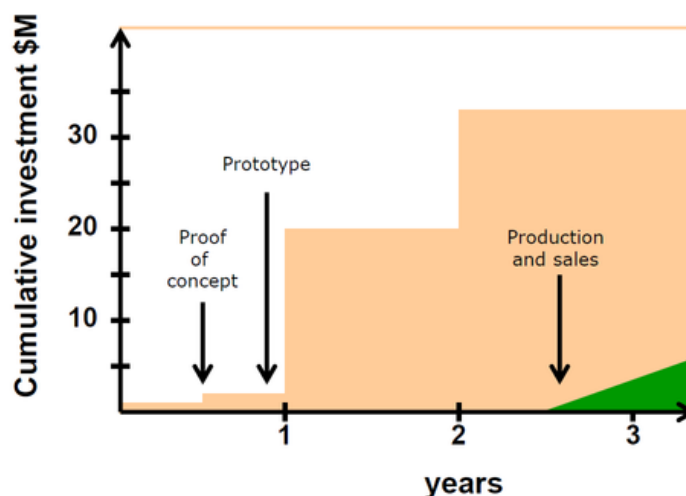 Cumulative investment $M
30
20
10
Prototype
Proof
of
concept
Production
and sales
1
2
3
years